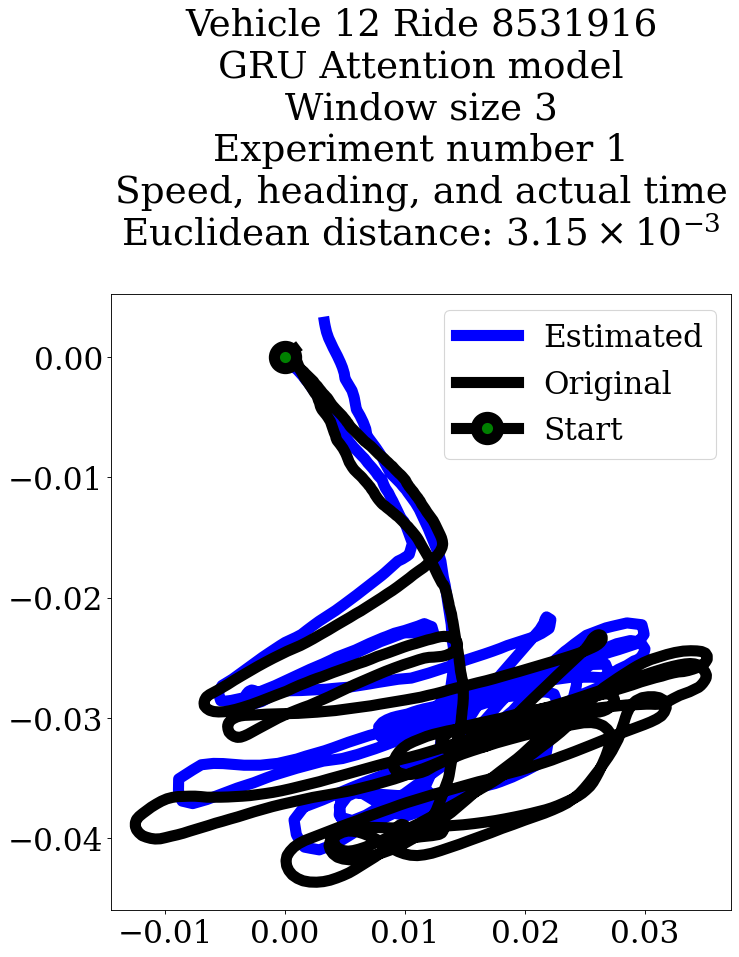 Vehicle 12 Ride 8531916
GRU Attention model
Window size 3
Experiment number 1
Speed, heading, and actual time
Euclidean distance: 3.15 × 10⁻³
Estimated
Original
Start
0.00
−0.01
−0.02
−0.03
−0.04
−0.01 0.00 0.01 0.02 0.03